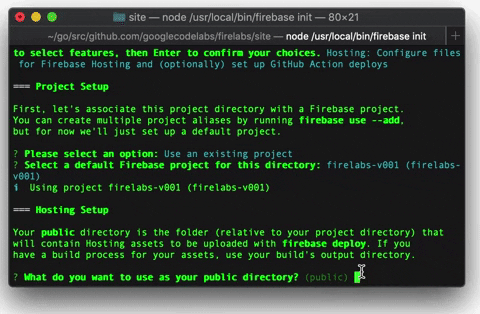 site — node /usr/local/bin/firebase init — 80×21
~/go/src/github.com/googlecodelabs/firelabs/site — node /usr/local/bin/firebase init
+
to select features, then Enter to confirm your choices. Hosting: Configure files
for Firebase Hosting and (optionally) set up GitHub Action deploys
=== Project Setup
First, let's associate this project directory with a Firebase project.
You can create multiple project aliases by running firebase use --add,
but for now we'll just set up a default project.
? Please select an option: Use an existing project
? Select a default Firebase project for this directory: firelabs-v001 (firelabs-
v001)
i  Using project firelabs-v001 (firelabs-v001)
=== Hosting Setup
Your public directory is the folder (relative to your project directory) that
will contain Hosting assets to be uploaded with firebase deploy. If you
have a build process for your assets, use your build's output directory.
? What do you want to use as your public directory? (public)